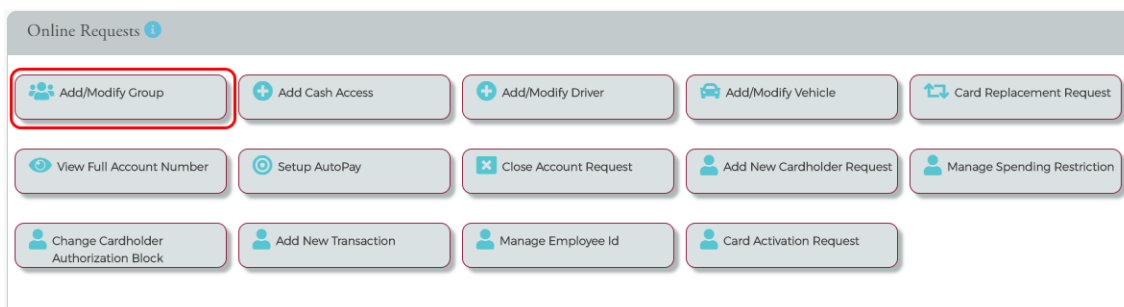 Online Requests
Add/Modify Group
Add Cash Access
Add/Modify Driver
Add/Modify Vehicle
Card Replacement Request
View Full Account Number
Setup AutoPay
Close Account Request
Add New Cardholder Request
Manage Spending Restriction
Change Cardholder
Authorization Block
Add New Transaction
Manage Employee Id
Card Activation Request